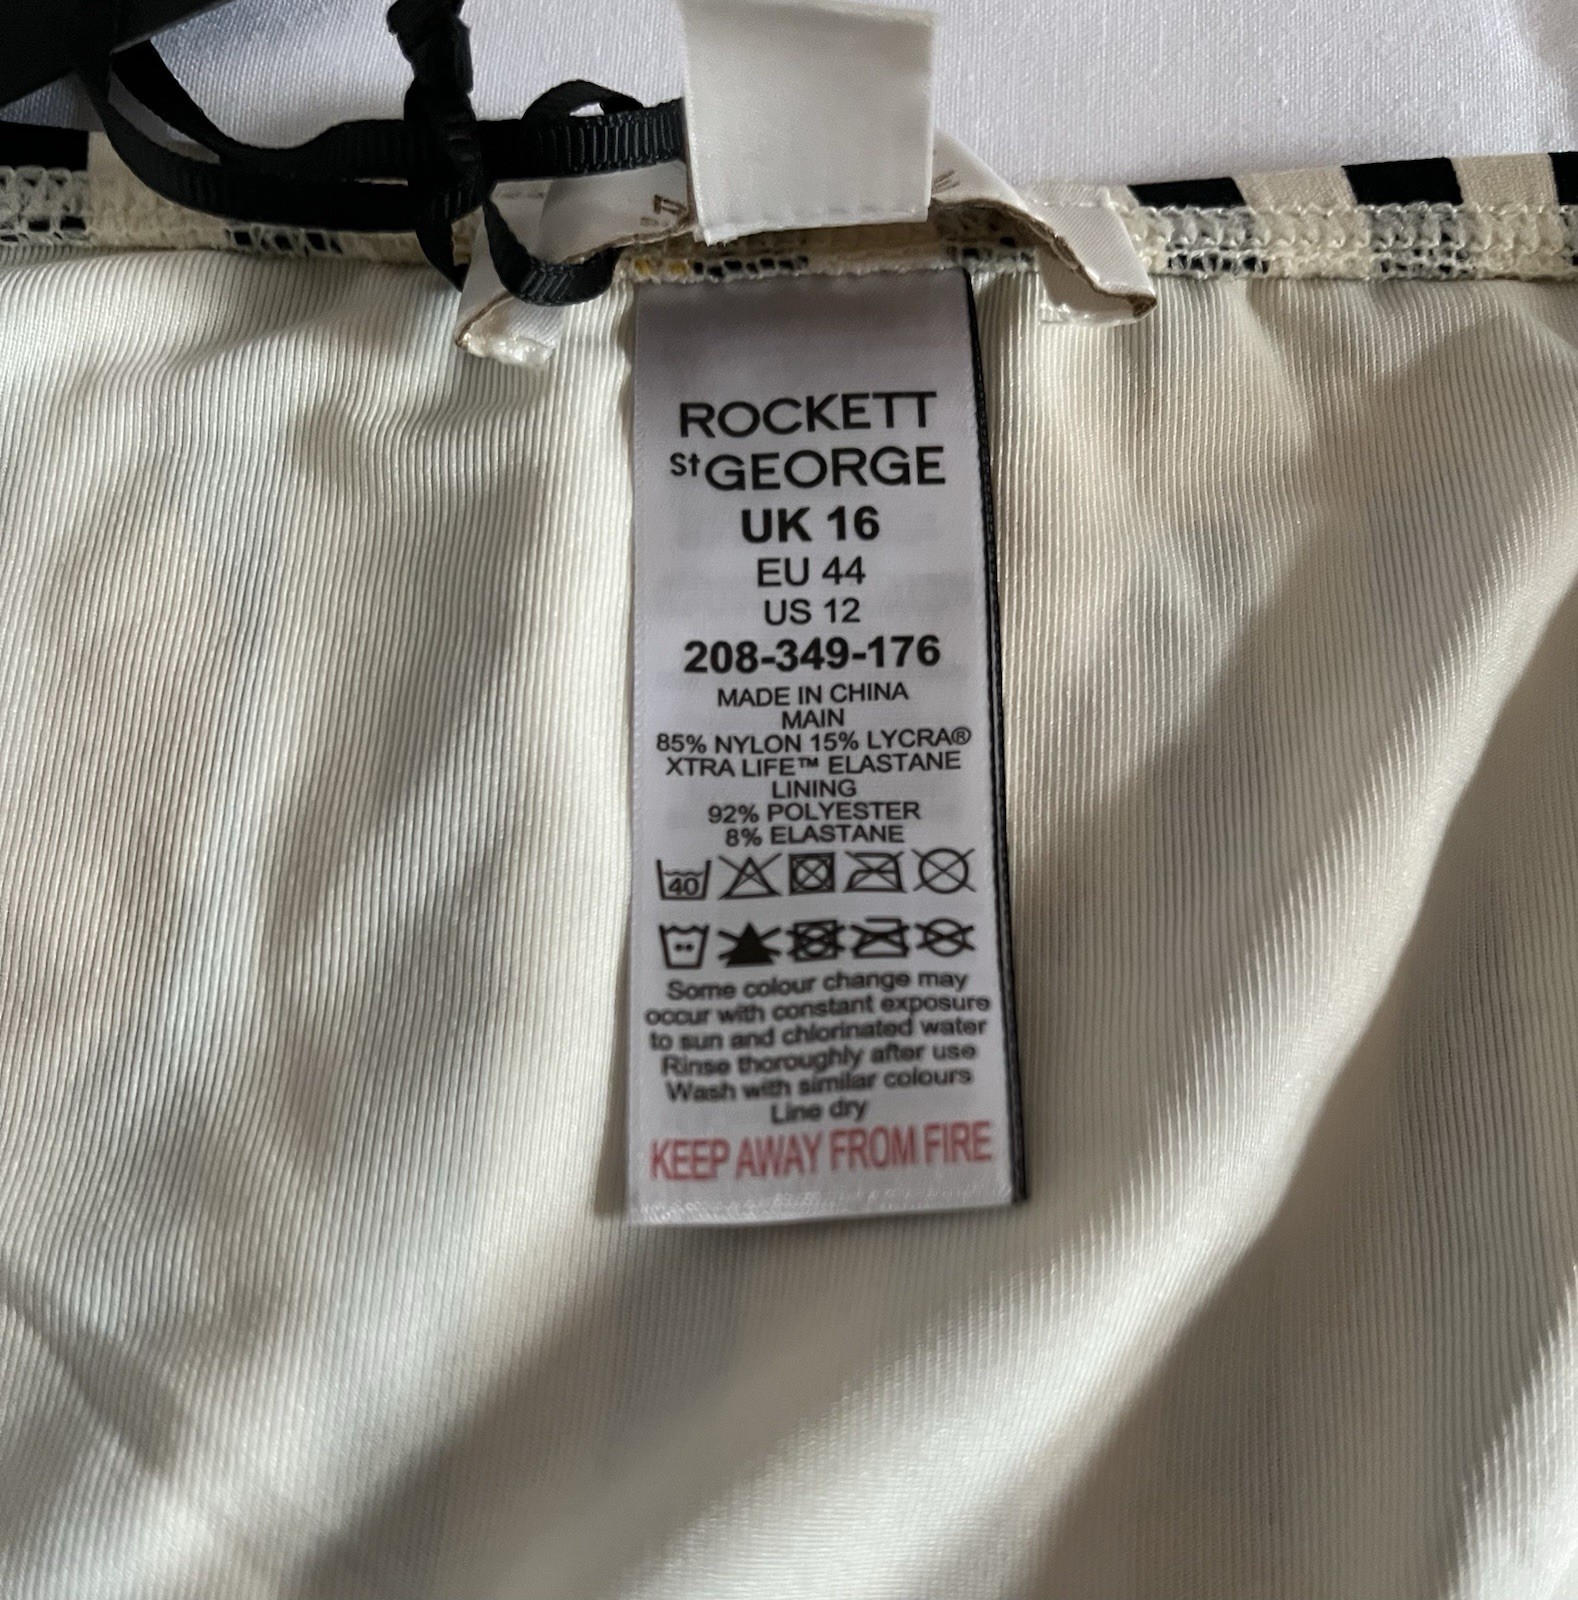 ROCKETT
St GEORGE
UK 16
EU 44
US 12
208-349-176
MADE IN CHINA
MAIN
85% NYLON 15% LYCRA®
XTRA LIFE™ ELASTANE
LINING
92% POLYESTER
8% ELASTANE
40
Some colour change may
occur with constant exposure
to sun and chlorinated water
Rinse thoroughly after use
Wash with similar colours
Line dry
KEEP AWAY FROM FIRE